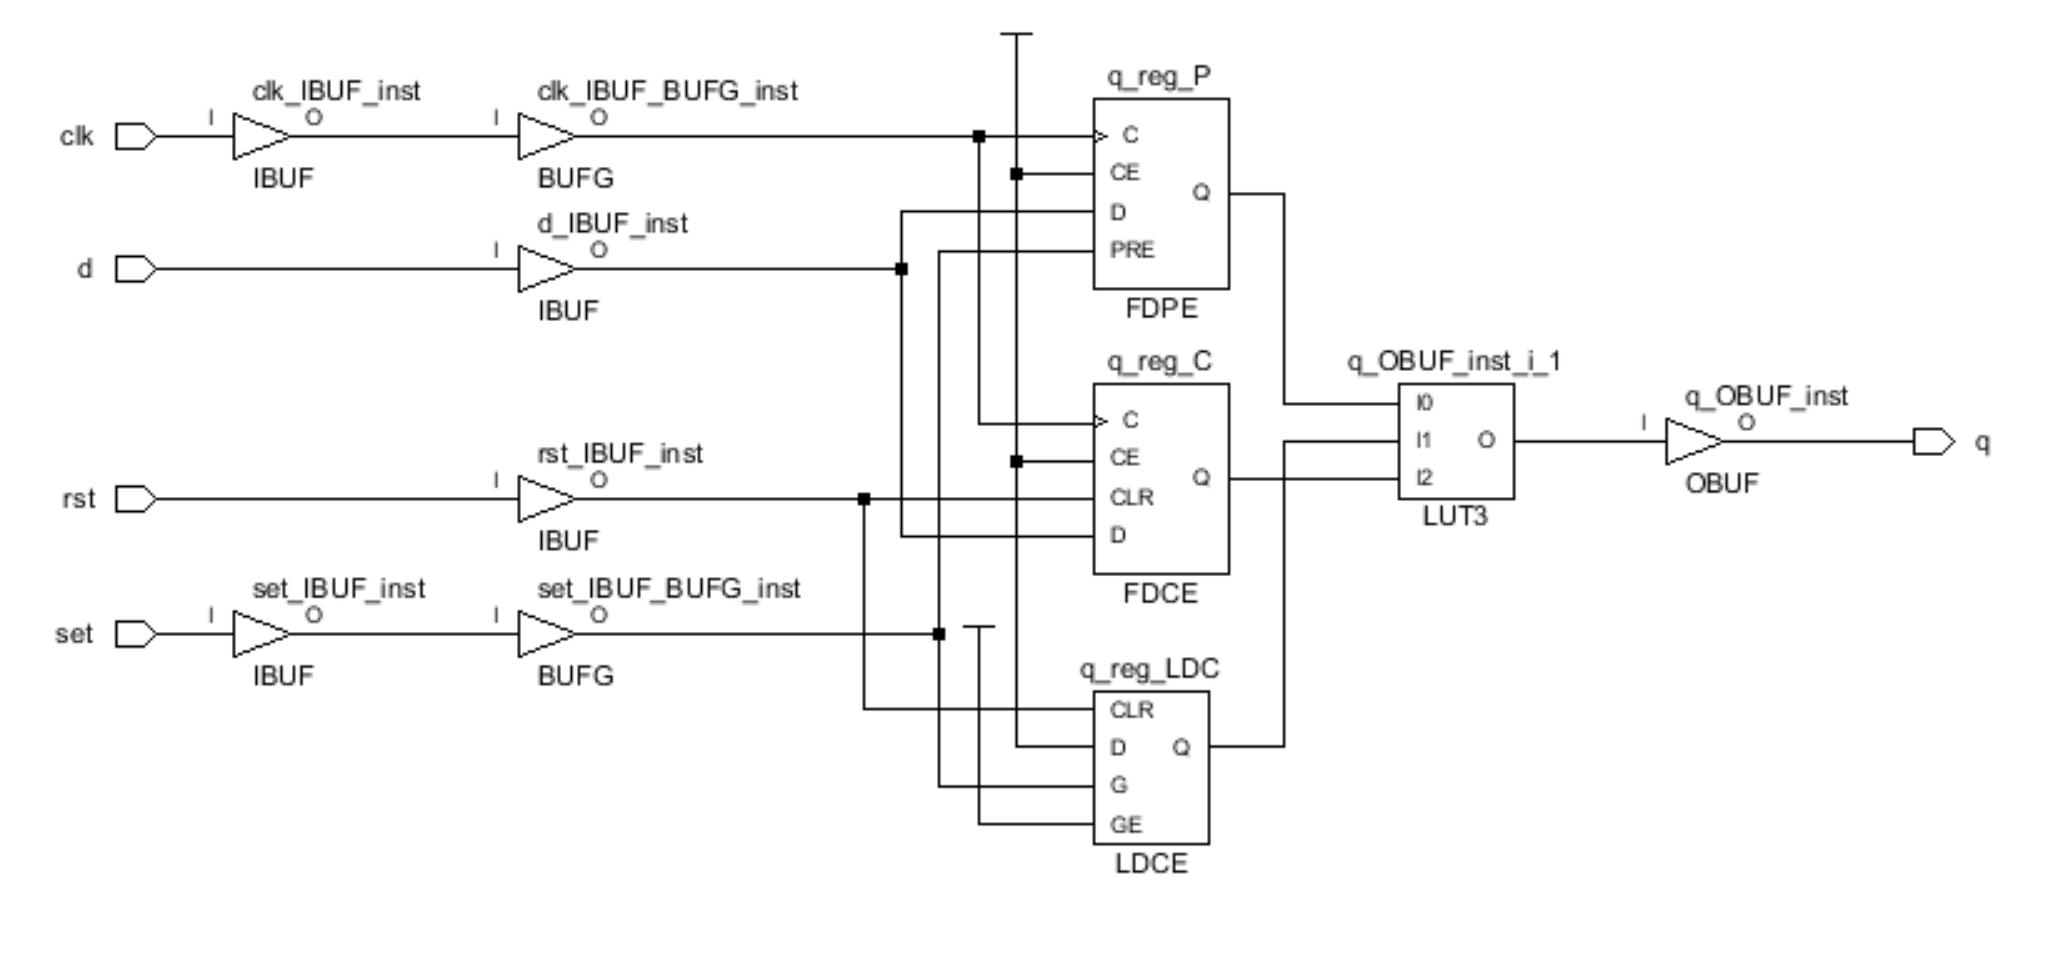 q_reg_P
clk_IBUF_inst
clk_IBUF_BUFG_inst
I
O
I
O
clk
C
IBUF
BUFG
CE
Q
D
PRE
d_IBUF_inst
I
O
d
IBUF
FDPE
q_reg_C
q_OBUF_inst_i_1
I0
I1
O
I2
LUT3
q_OBUF_inst
I
O
q
OBUF
C
CE
Q
CLR
D
FDCE
rst_IBUF_inst
I
O
rst
IBUF
set_IBUF_inst
set_IBUF_BUFG_inst
I
O
I
O
set
IBUF
BUFG
q_reg_LDC
CLR
D
Q
G
GE
LDCE